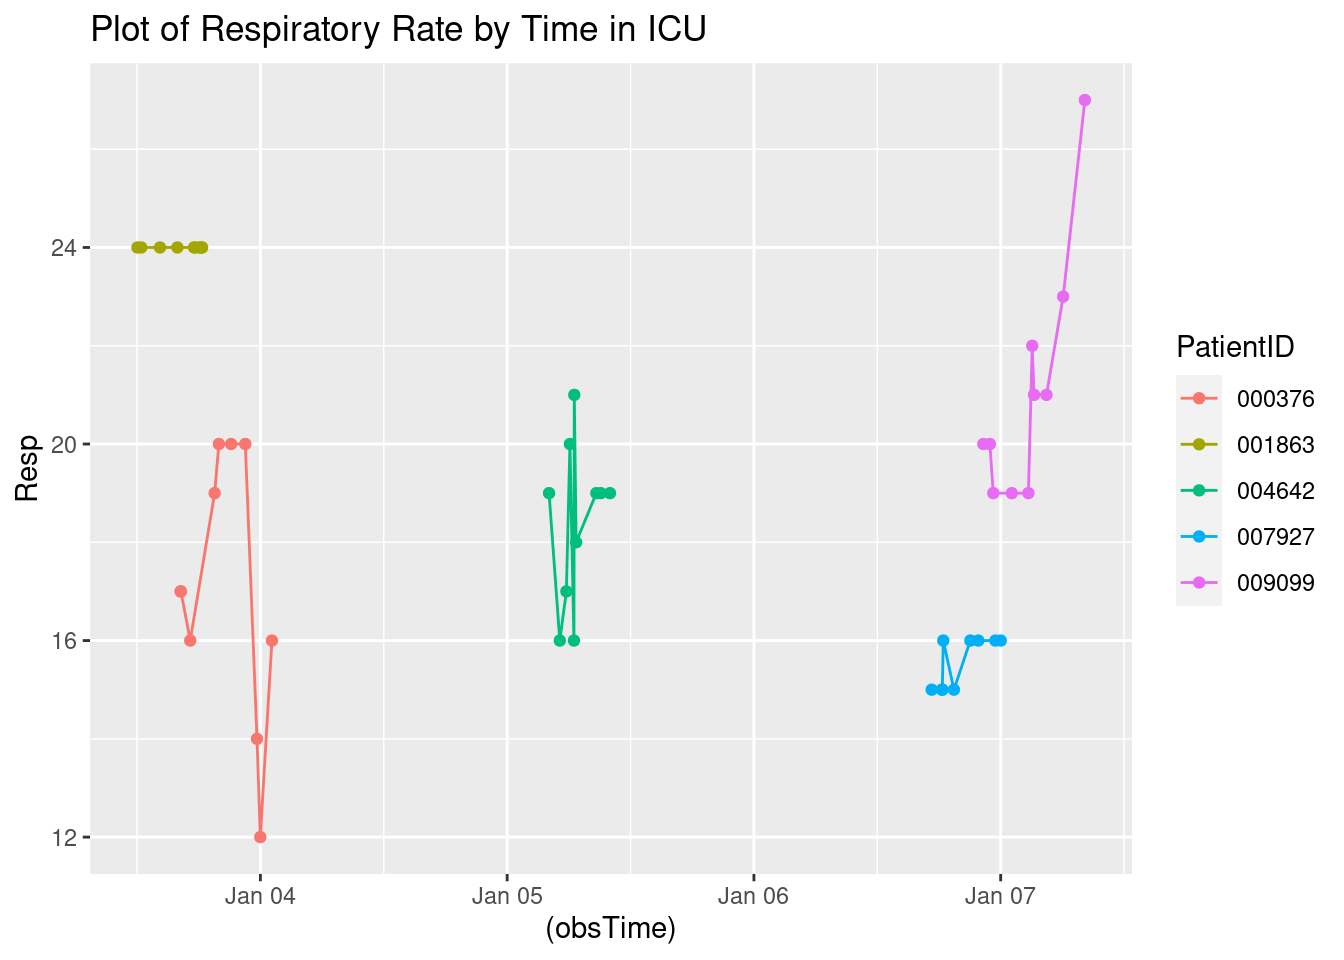 Plot of Respiratory Rate by Time in ICU
Resp
24
20
16
12
Jan 04
Jan 05
Jan 06
Jan 07
(obsTime)
PatientID
000376
001863
004642
007927
009099